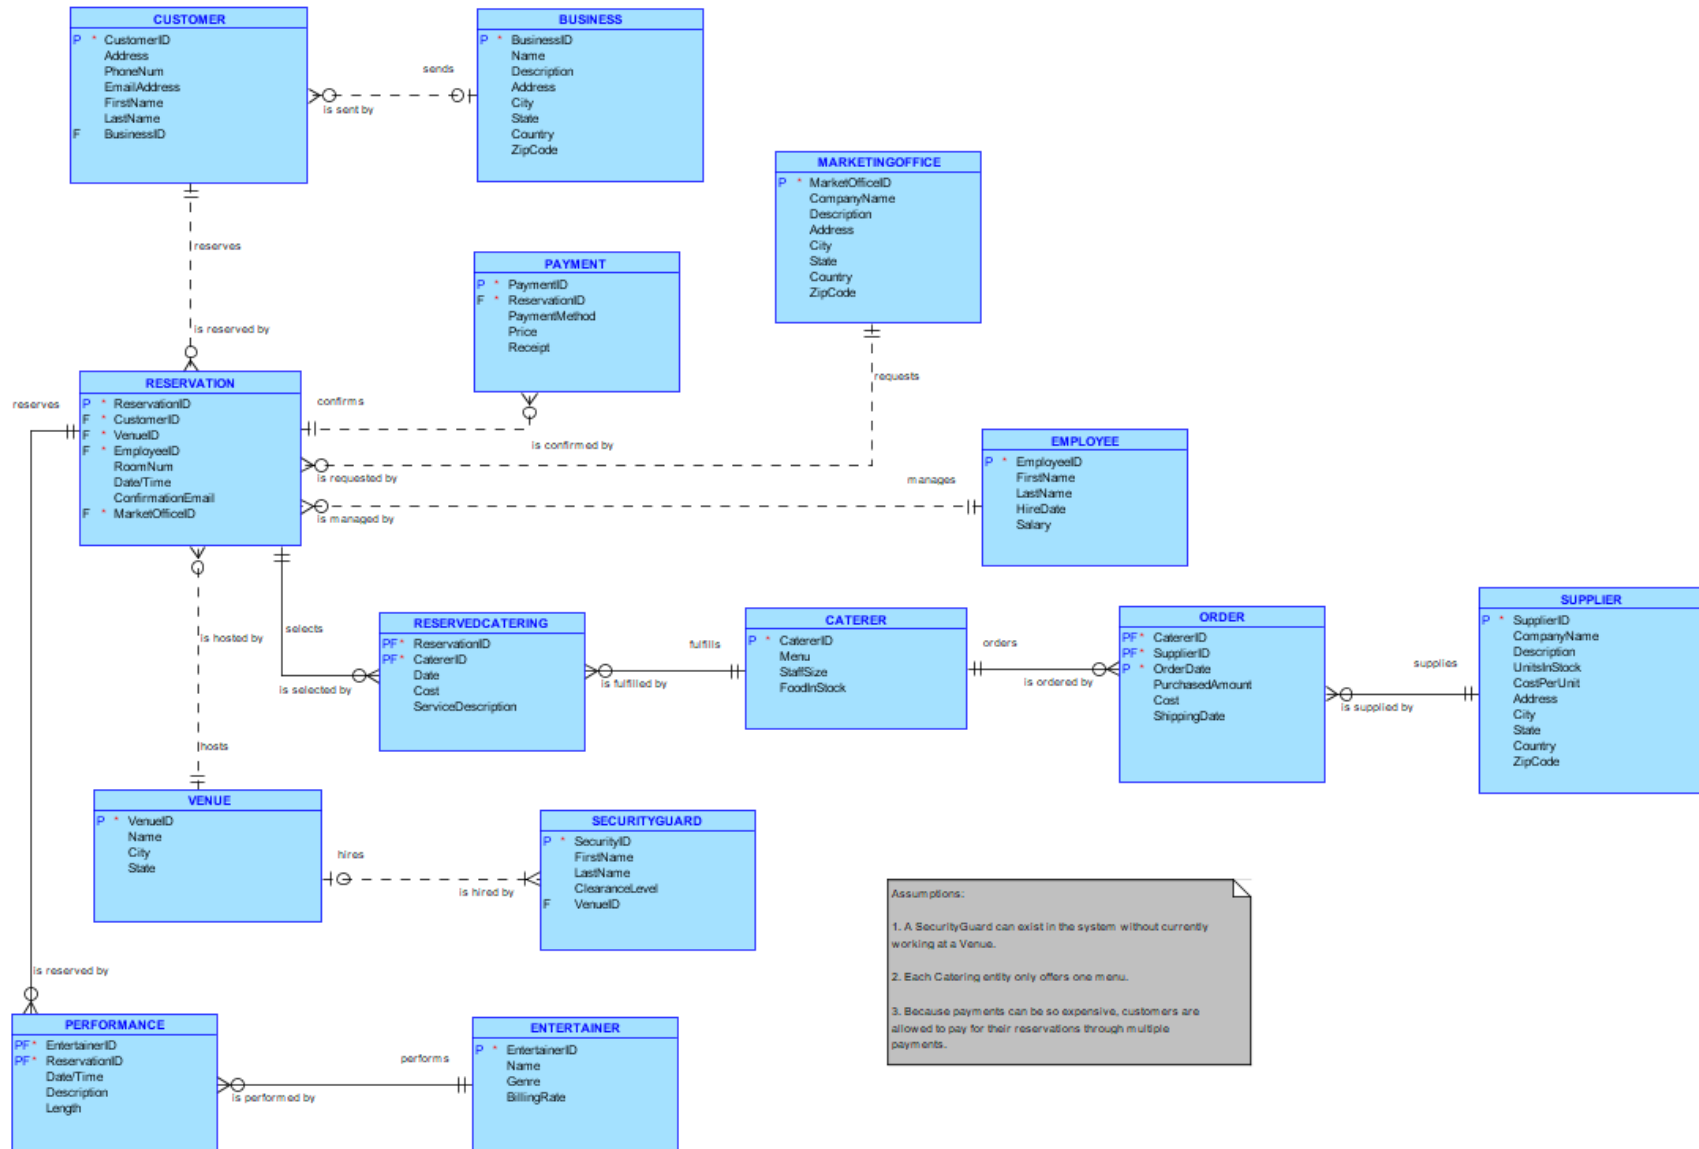 CUSTOMER
P * CustomerID
Address
PhoneNum
EmailAddress
FirstName
LastName
F BusinessID
sends
is sent by
BUSINESS
P * BusinessID
Name
Description
Address
City
State
Country
ZipCode
MARKETINGOFFICE
P * MarketOfficeID
CompanyName
Description
Address
City
State
Country
ZipCode
reserves
is reserved by
PAYMENT
P * PaymentID
F * ReservationID
PaymentMethod
Price
Receipt
requests
reserves
RESERVATION
P * ReservationID
F * CustomerID
F * VenueID
F * EmployeeID
RoomNum
Date/Time
ConfirmationEmail
F * MarketOfficeID
confirms
is confirmed by
is requested by
manages
is managed by
EMPLOYEE
P * EmployeeID
FirstName
LastName
HireDate
Salary
is hosted by
selects
is selected by
RESERVEDCATERING
PF * ReservationID
PF * CatererID
Date
Cost
ServiceDescription
fulfills
is fulfilled by
CATERER
P * CatererID
Menu
StaffSize
FoodInStock
orders
is ordered by
ORDER
PF * CatererID
PF * SupplierID
P * OrderDate
PurchasedAmount
Cost
ShippingDate
supplies
is supplied by
SUPPLIER
P * SupplierID
CompanyName
Description
UnitsInStock
CostPerUnit
Address
City
State
Country
ZipCode
hosts
VENUE
P * VenueID
Name
City
State
hires
is hired by
SECURITYGUARD
P * SecurityID
FirstName
LastName
ClearanceLevel
F VenueID
Assumptions:
1. A SecurityGuard can exist in the system without currently
working at a Venue.
2. Each Catering entity only offers one menu.
3. Because payments can be so expensive, customers are
allowed to pay for their reservations through multiple
payments.
is reserved by
PERFORMANCE
PF * EntertainerID
PF * ReservationID
Date/Time
Description
Length
performs
is performed by
ENTERTAINER
P * EntertainerID
Name
Genre
BillingRate